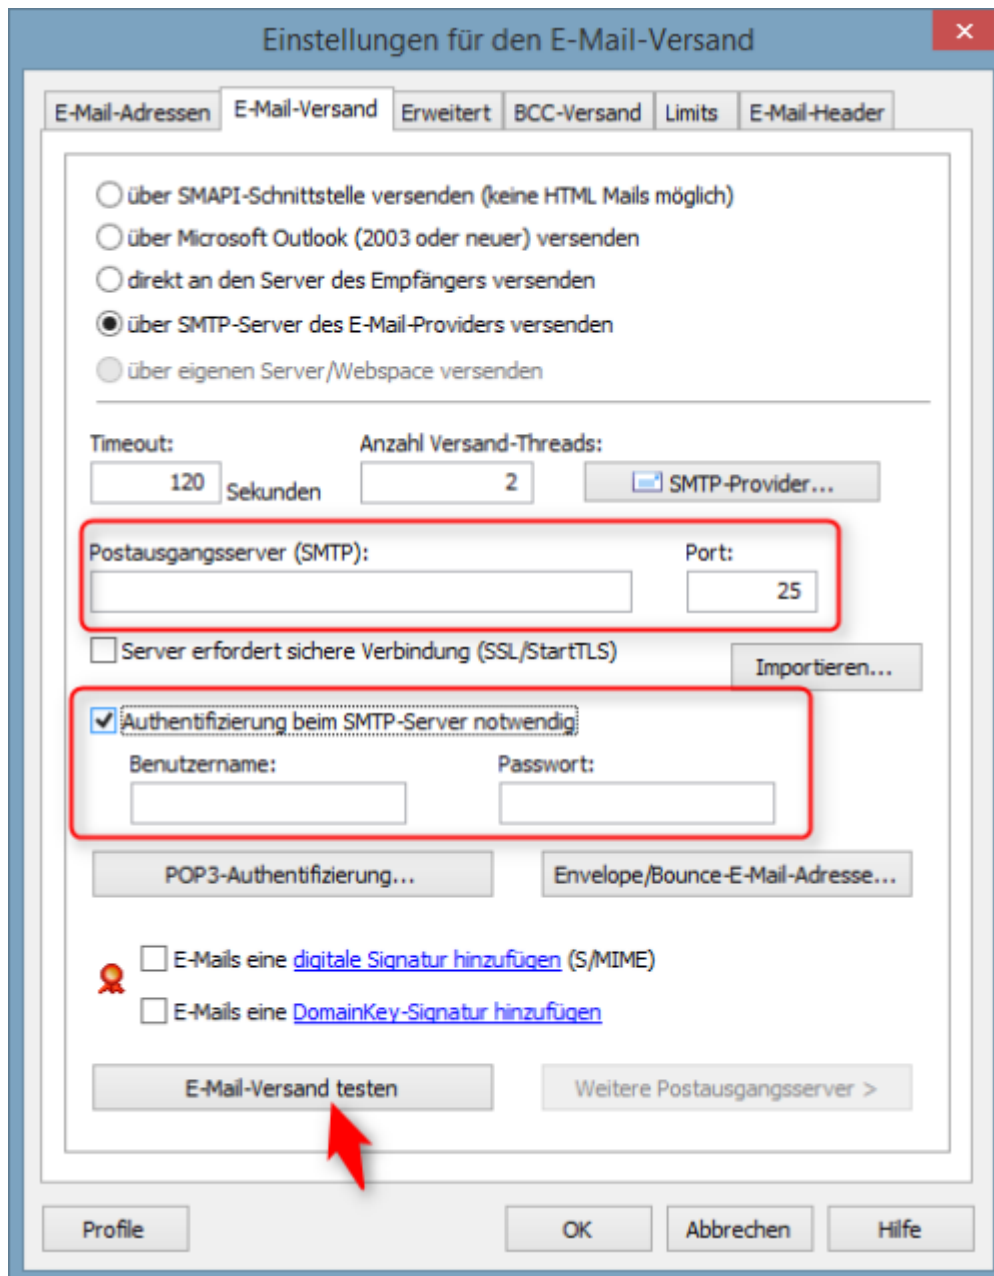 Einstellungen für den E-Mail-Versand
E-Mail-Adressen E-Mail-Versand Erweitert BCC-Versand Limits E-Mail-Header
über SMAPI-Schnittstelle versenden (keine HTML Mails möglich)
über Microsoft Outlook (2003 oder neuer) versenden
direkt an den Server des Empfängers versenden
über SMTP-Server des E-Mail-Providers versenden
über eigenen Server/Webspace versenden
Timeout: Anzahl Versand-Threads:
120 Sekunden 2 SMTP-Provider...
Postausgangsserver (SMTP): Port:
25
Server erfordert sichere Verbindung (SSL/StartTLS)
Importieren...
Authentifizierung beim SMTP-Server notwendig
Benutzername: Passwort:
POP3-Authentifizierung... Envelope/Bounce-E-Mail-Adresse...
E-Mails eine digitale Signatur hinzufügen (S/MIME)
E-Mails eine DomainKey-Signatur hinzufügen
E-Mail-Versand testen Weitere Postausgangsserver >
Profile OK Abbrechen Hilfe